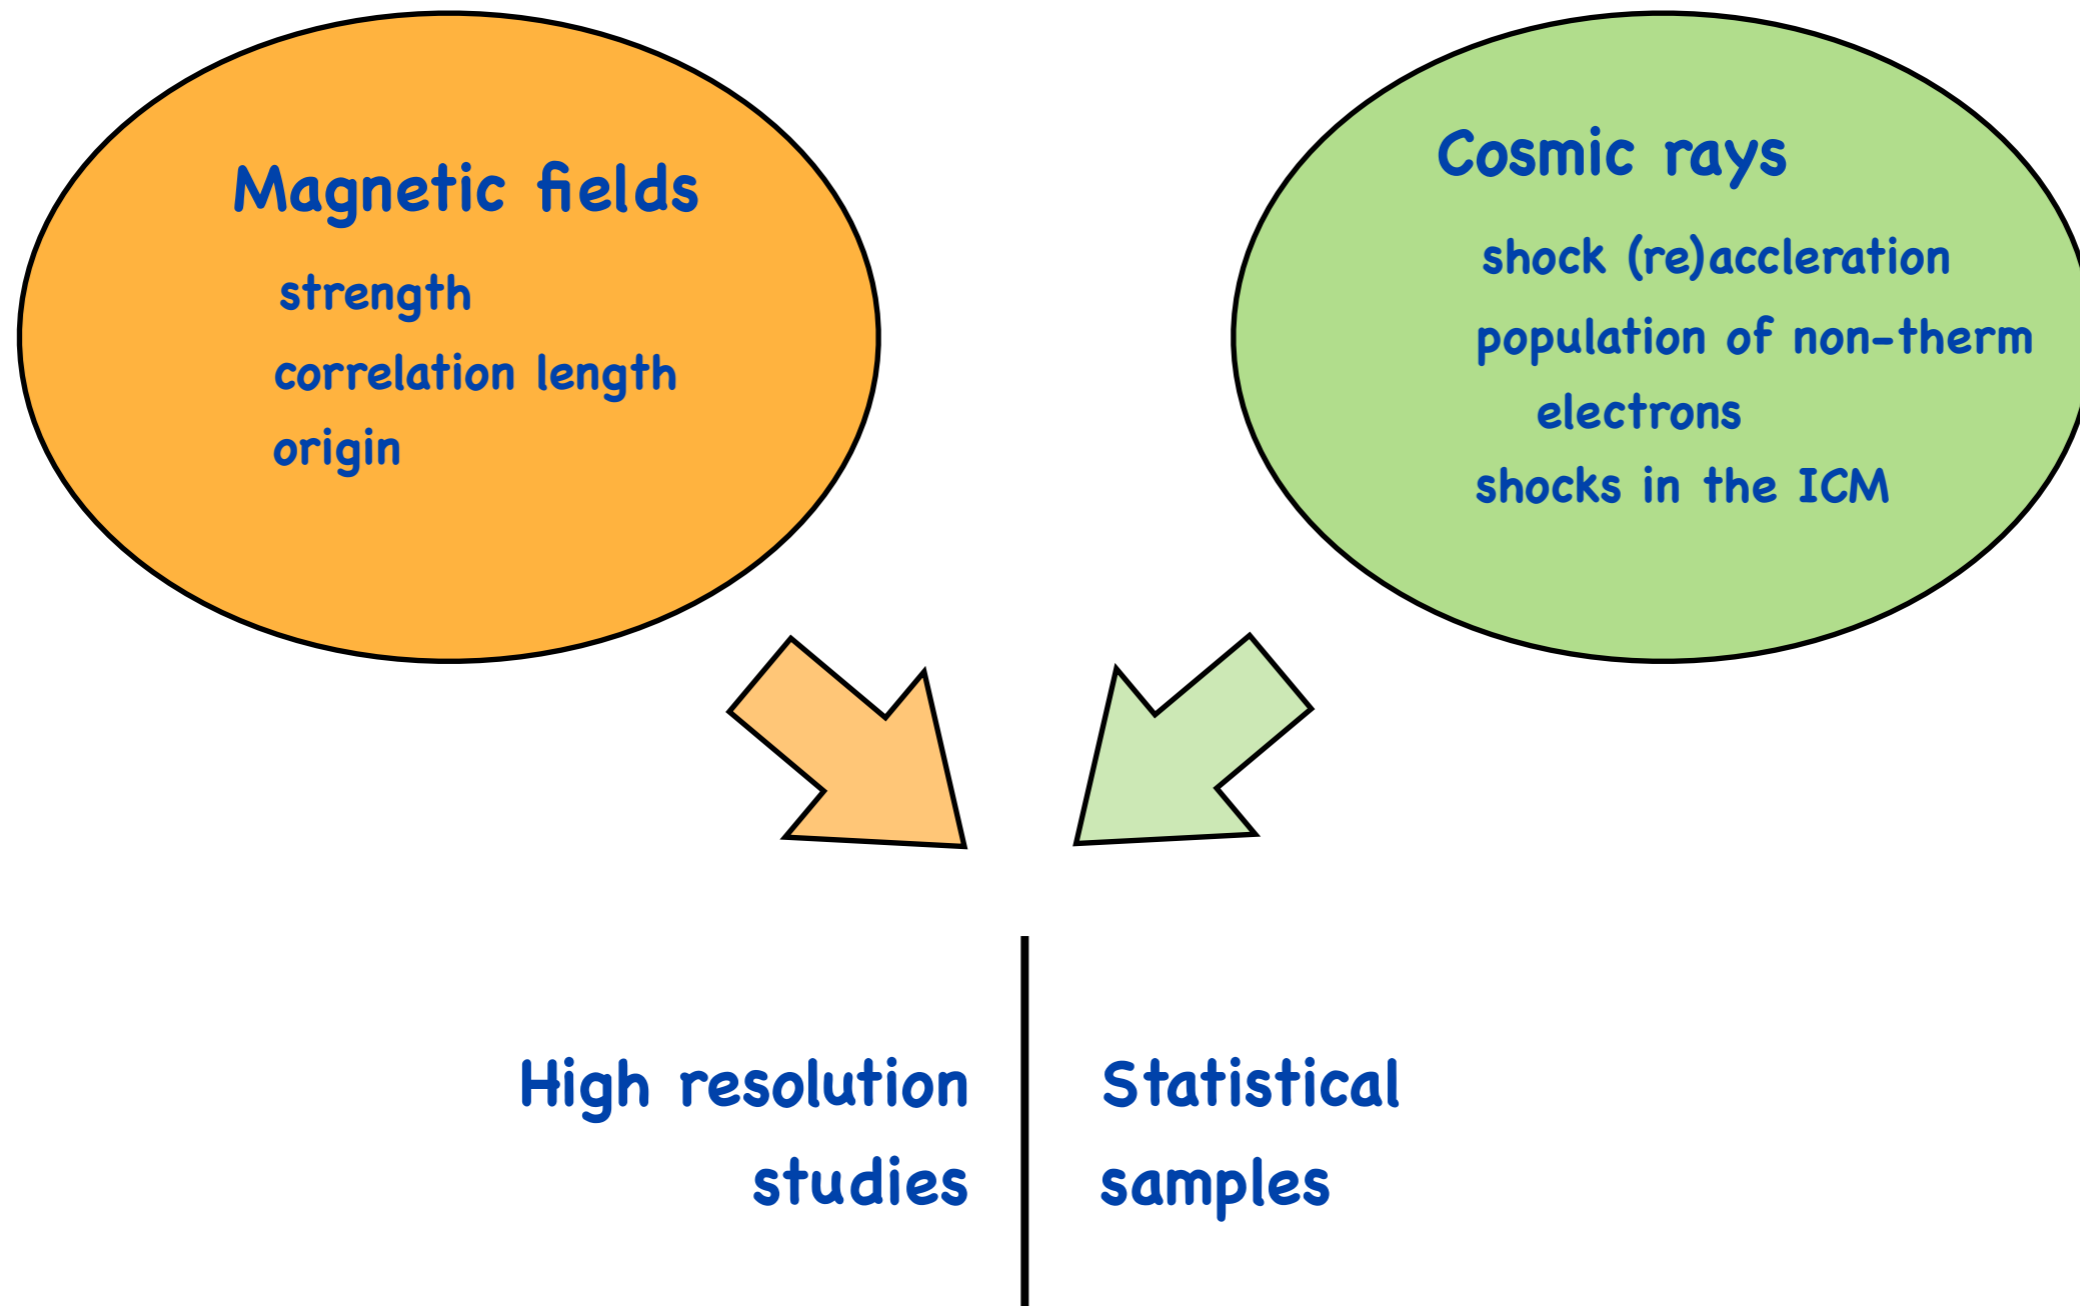 Magnetic fields
strength
correlation length
origin
Cosmic rays
shock (re)accleration
population of non-therm
electrons
shocks in the ICM
High resolution
studies
Statistical
samples